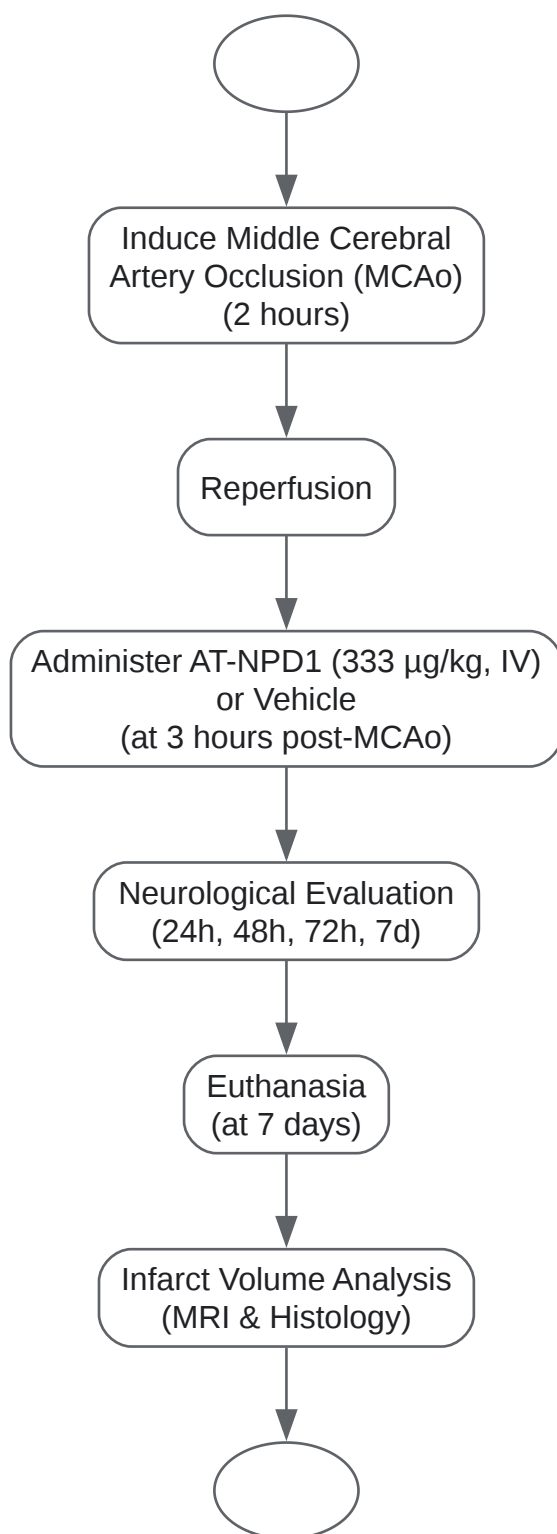 Induce Middle Cerebral
Artery Occlusion (MCAo)
(2 hours)
Reperfusion
Administer AT-NPD1 (333 µg/kg, IV)
or Vehicle
(at 3 hours post-MCAo)
Neurological Evaluation
(24h, 48h, 72h, 7d)
Euthanasia
(at 7 days)
Infarct Volume Analysis
(MRI & Histology)